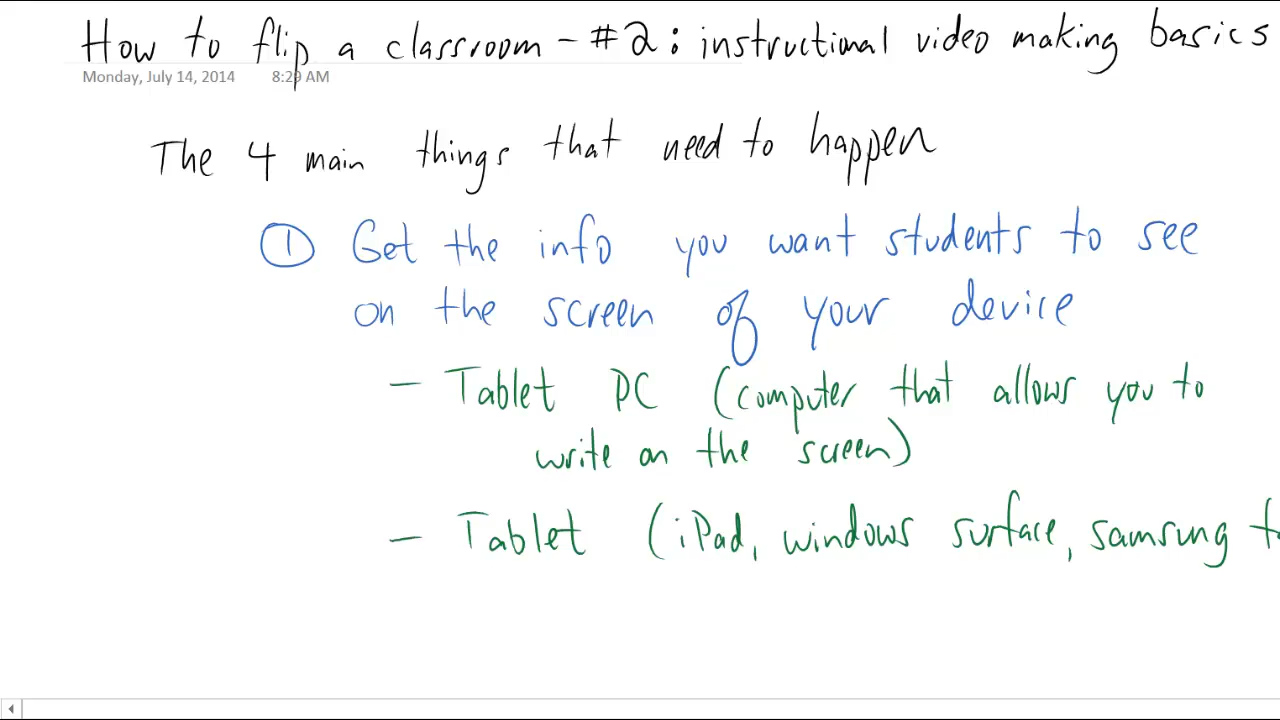 How to flip a classroom - #2: instructional video making basics
Monday, July 14, 2014 8:29 AM
The 4 main things that need to happen
① Get the info you want students to see
on the screen of your device
- Tablet PC (computer that allows you to
write on the screen)
- Tablet (iPad, windows surface, samsung